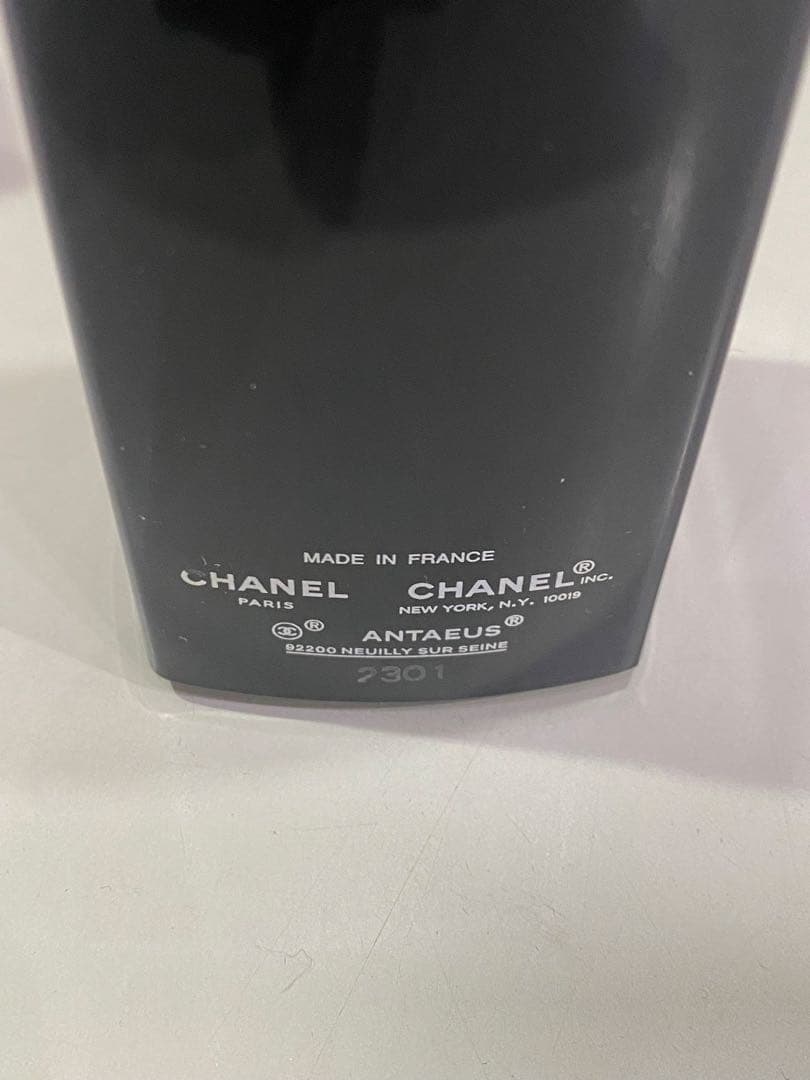 MADE IN FRANCE
CHANEL CHANEL® INC.
PARIS NEW YORK, N.Y. 10019
® ANTAEUS®
92200 NEUILLY SUR SEINE
2301